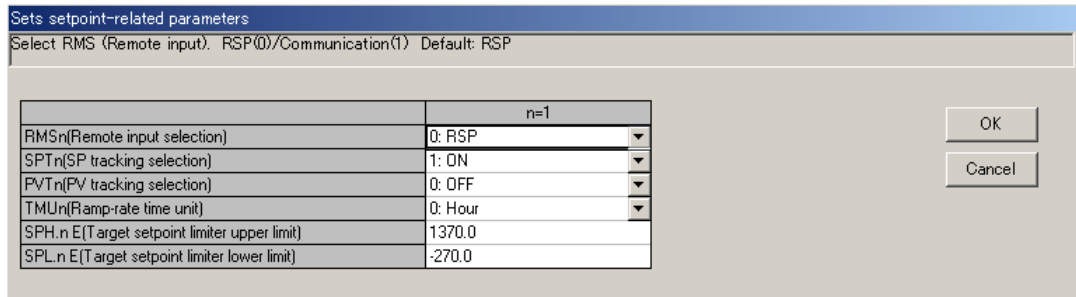 Sets setpoint-related parameters
Select RMS (Remote input). RSP(0)/Communication(1) Default: RSP
n=1
RMSn(Remote input selection) 0: RSP
SPTn(SP tracking selection) 1: ON
PVTn(PV tracking selection) 0: OFF
TMUn(Ramp-rate time unit) 0: Hour
SPH.n E(Target setpoint limiter upper limit) 1370.0
SPL.n E(Target setpoint limiter lower limit) -270.0
OK
Cancel